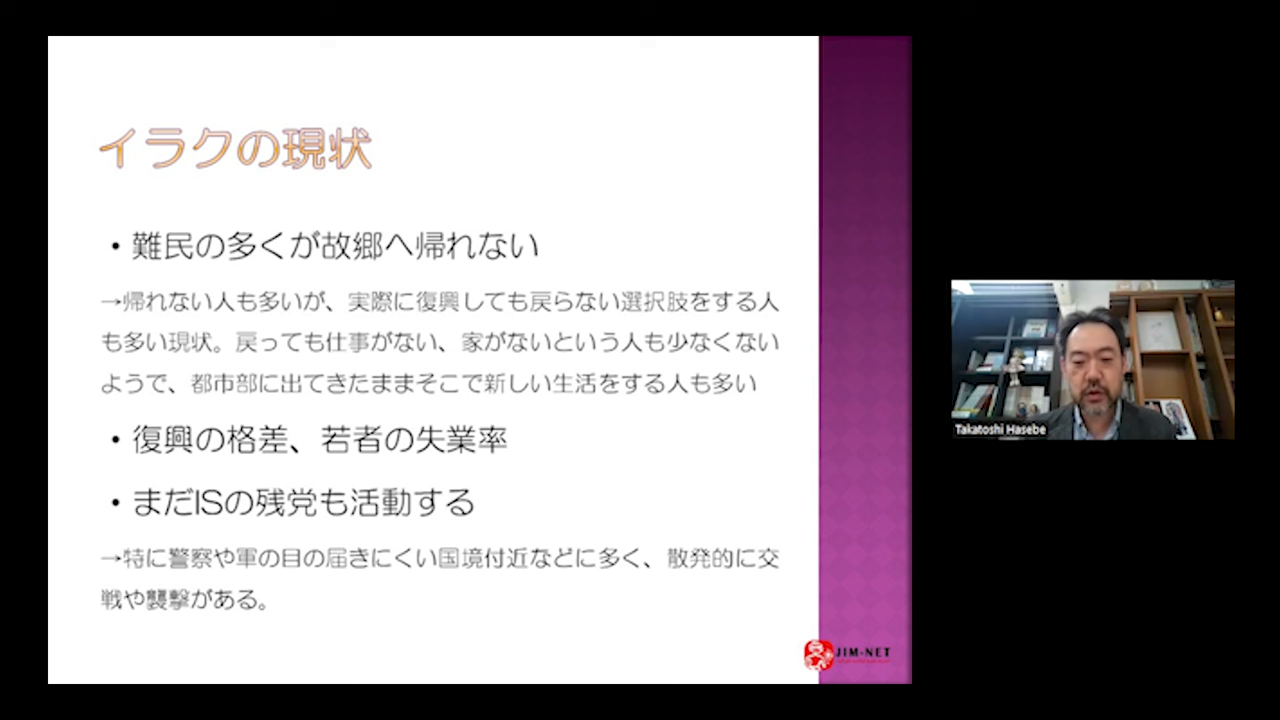 イラクの現状
・難民の多くが故郷へ帰れない
→帰れない人も多いが、実際に復興しても戻らない選択肢をする人
も多い現状。戻っても仕事がない、家がないという人も少なくない
ようで、都市部に出てきたままそこで新しい生活をする人も多い
・復興の格差、若者の失業率
・まだISの残党も活動する
→特に警察や軍の目の届きにくい国境付近などに多く、散発的に交
戦や襲撃がある。
JIM-NET
Takatoshi Hasebe